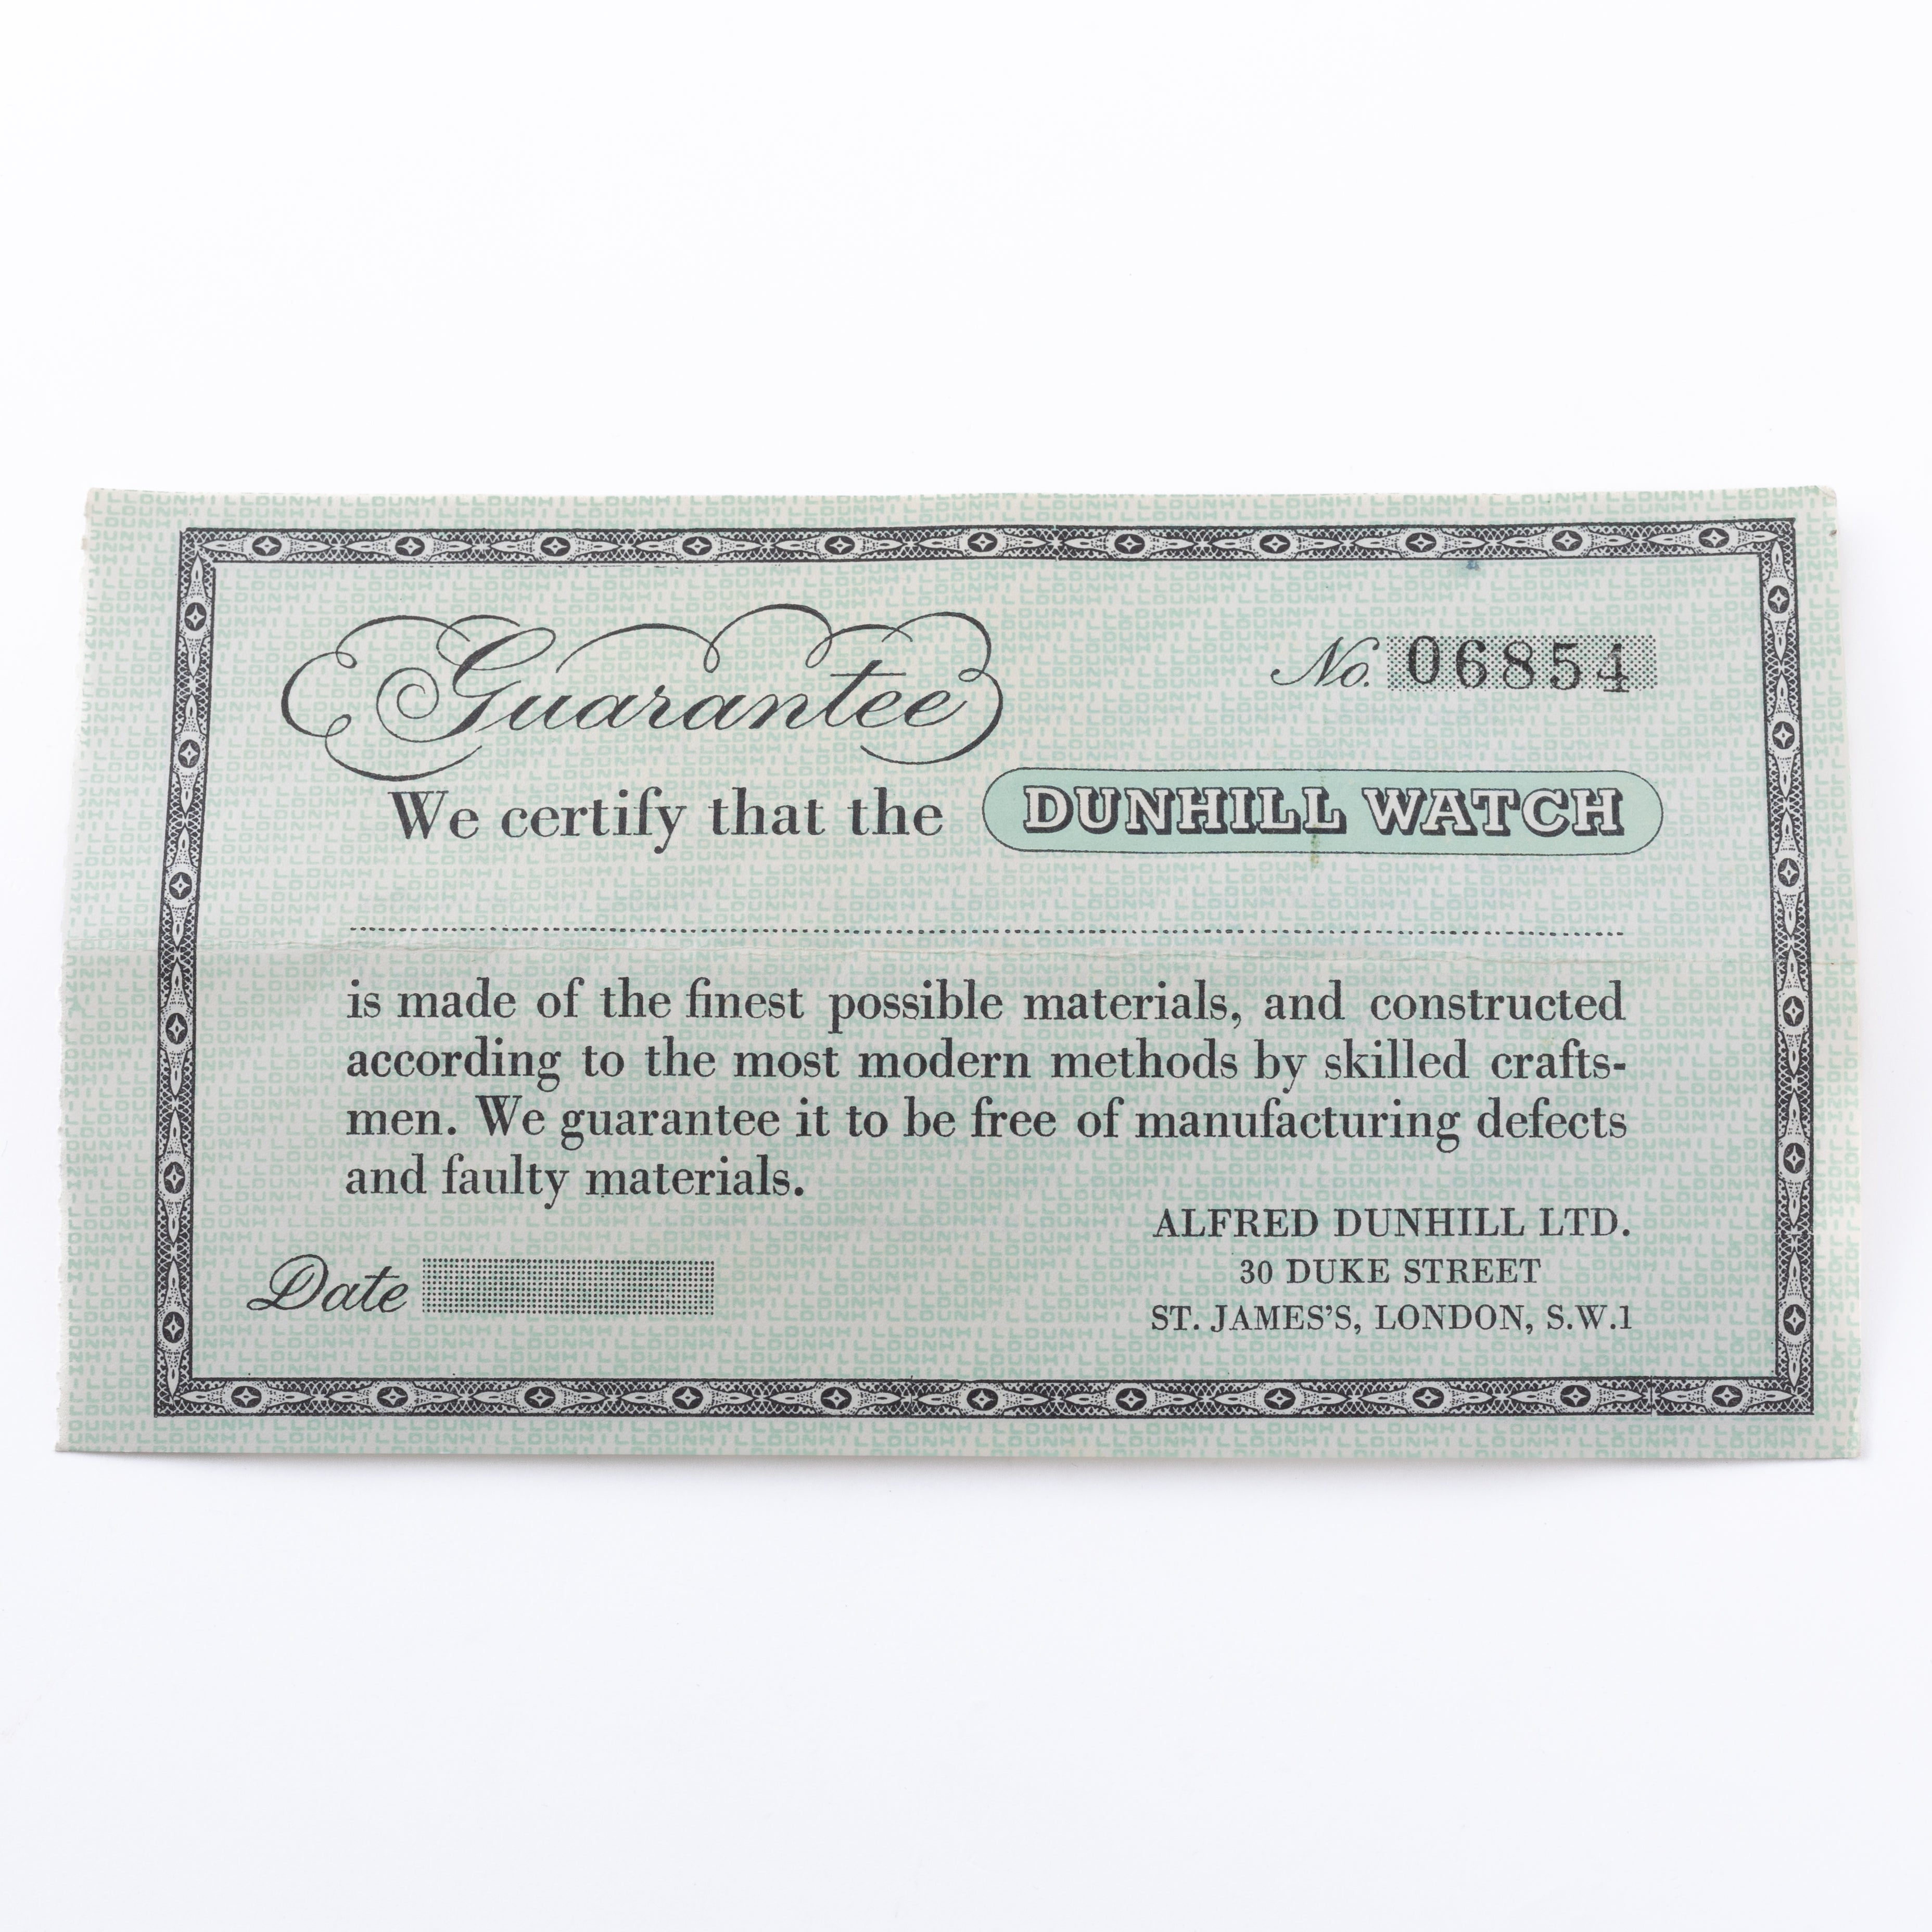 Guarantee
No. 06854
We certify that the DUNHILL WATCH
is made of the finest possible materials, and constructed
according to the most modern methods by skilled crafts-
men. We guarantee it to be free of manufacturing defects
and faulty materials.
ALFRED DUNHILL LTD.
30 DUKE STREET
ST. JAMES'S, LONDON, S.W.1
Date